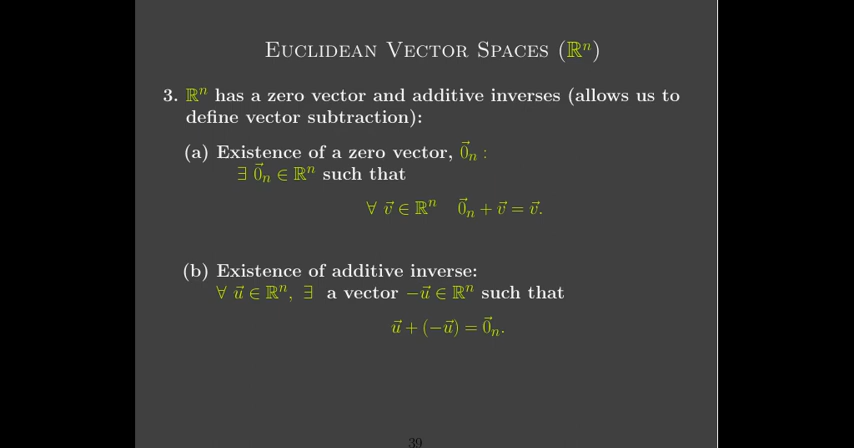 EUCLIDEAN VECTOR SPACES (ℝⁿ)
3. ℝⁿ has a zero vector and additive inverses (allows us to
define vector subtraction):
(a) Existence of a zero vector, 0⃗ₙ :
∃ 0⃗ₙ ∈ ℝⁿ such that
∀ v⃗ ∈ ℝⁿ 0⃗ₙ + v⃗ = v⃗.
(b) Existence of additive inverse:
∀ u⃗ ∈ ℝⁿ, ∃ a vector −u⃗ ∈ ℝⁿ such that
u⃗ + (−u⃗) = 0⃗ₙ.
39